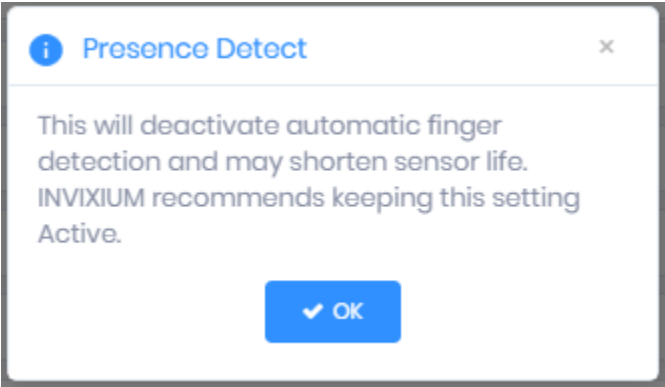 Presence Detect
This will deactivate automatic finger
detection and may shorten sensor life.
INVIXIUM recommends keeping this setting
Active.
OK